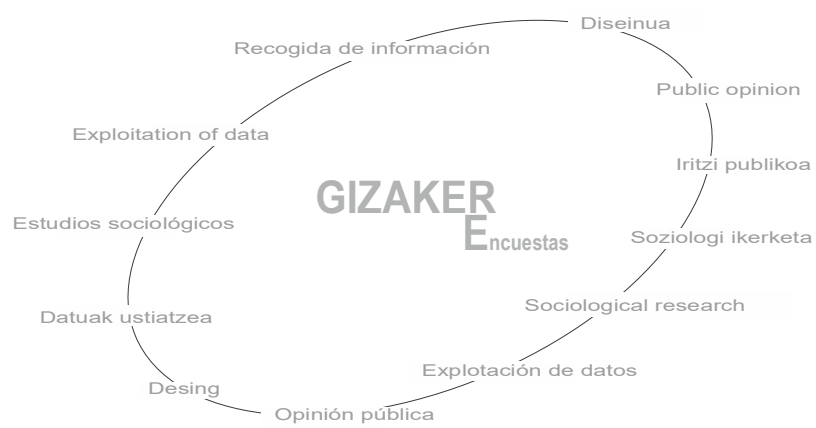 Diseinua
Recogida de información
Public opinion
Exploitation of data
Iritzi publikoa
GIZAKER
Encuestas
Estudios sociológicos
Soziologi ikerketa
Sociological research
Datuak ustiatzea
Explotación de datos
Desing
Opinión pública